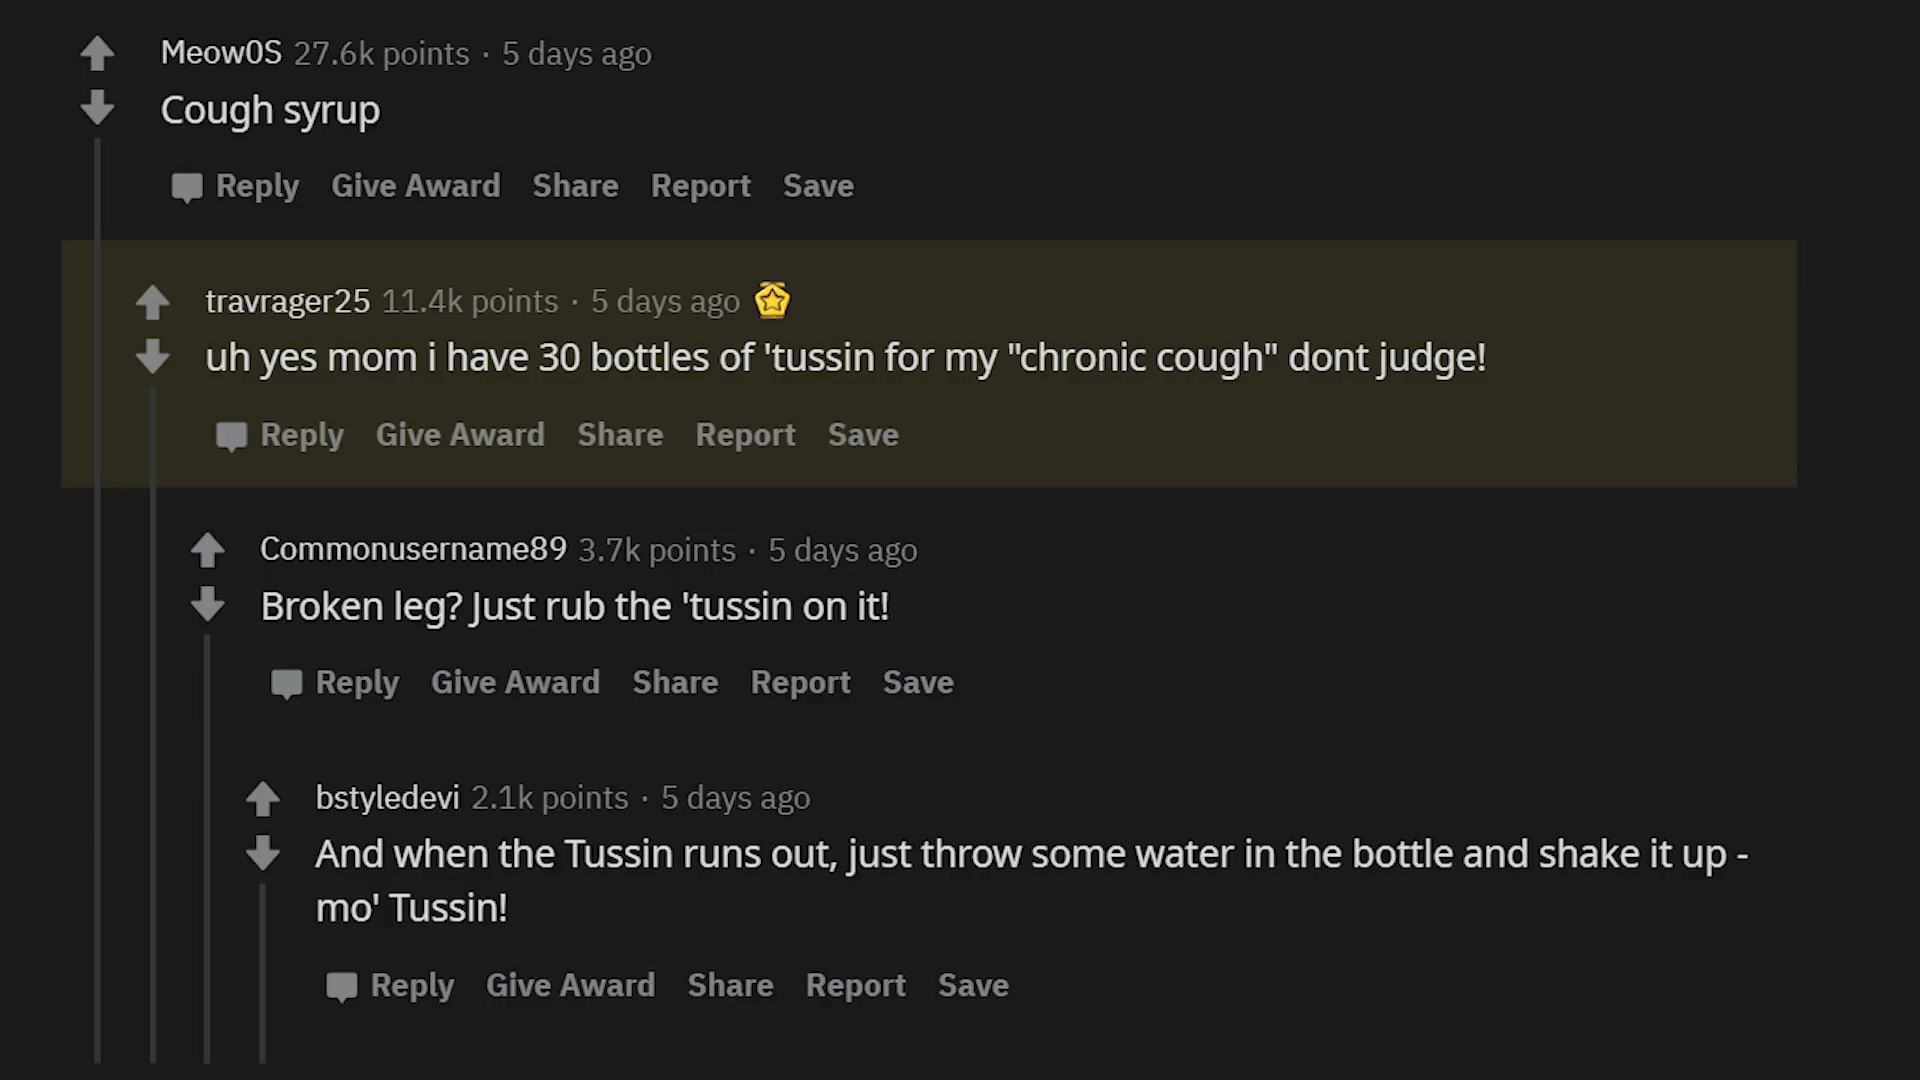 MeowOS 27.6k points · 5 days ago
Cough syrup
Reply Give Award Share Report Save
travrager25 11.4k points · 5 days ago
uh yes mom i have 30 bottles of 'tussin for my "chronic cough" dont judge!
Reply Give Award Share Report Save
Commonusername89 3.7k points · 5 days ago
Broken leg? Just rub the 'tussin on it!
Reply Give Award Share Report Save
bstyledevi 2.1k points · 5 days ago
And when the Tussin runs out, just throw some water in the bottle and shake it up -
mo' Tussin!
Reply Give Award Share Report Save